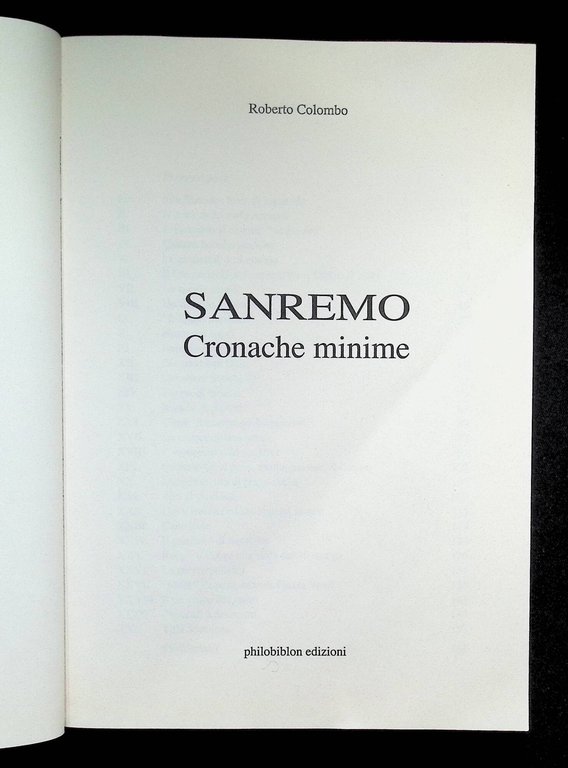 Roberto Colombo
SANREMO
Cronache minime
philobiblon edizioni